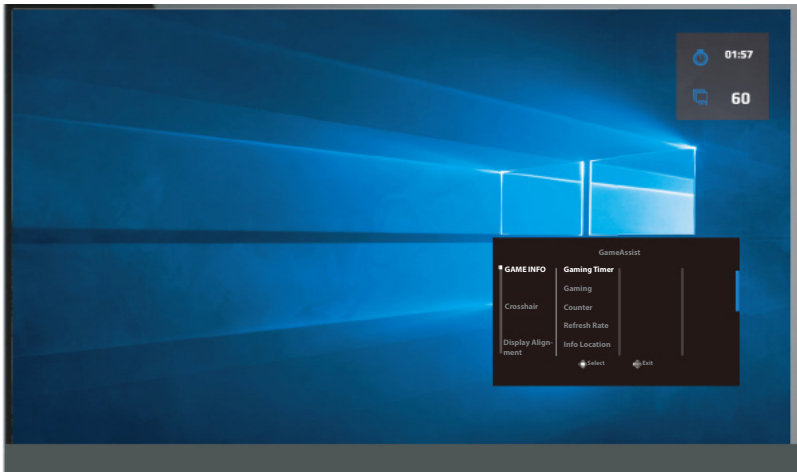 01:57
60
GameAssist
GAME INFO
Gaming Timer
Gaming
Crosshair
Counter
Refresh Rate
Display Align-
ment
Info Location
Select
Exit